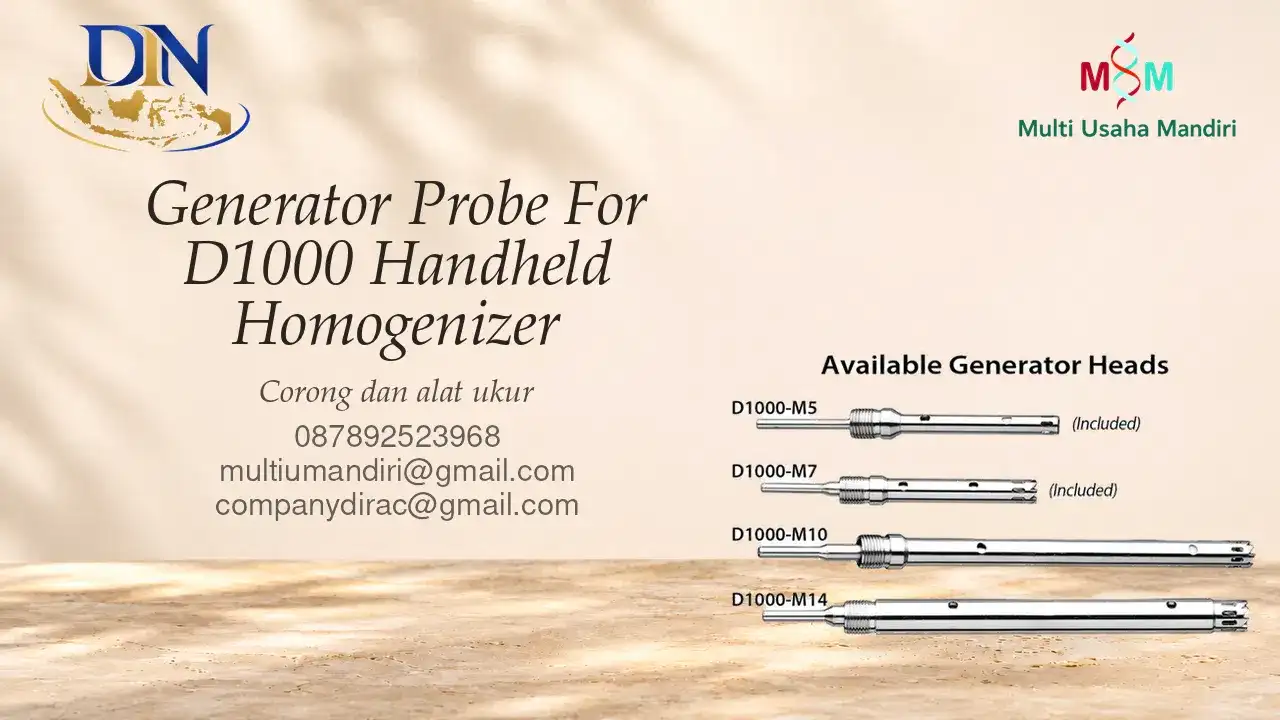 DIN
M M
Multi Usaha Mandiri
Generator Probe For
D1000 Handheld
Homogenizer
Corong dan alat ukur
087892523968
multiumandiri@gmail.com
companydirac@gmail.com
Available Generator Heads
D1000-M5
(Included)
D1000-M7
(Included)
D1000-M10
D1000-M14